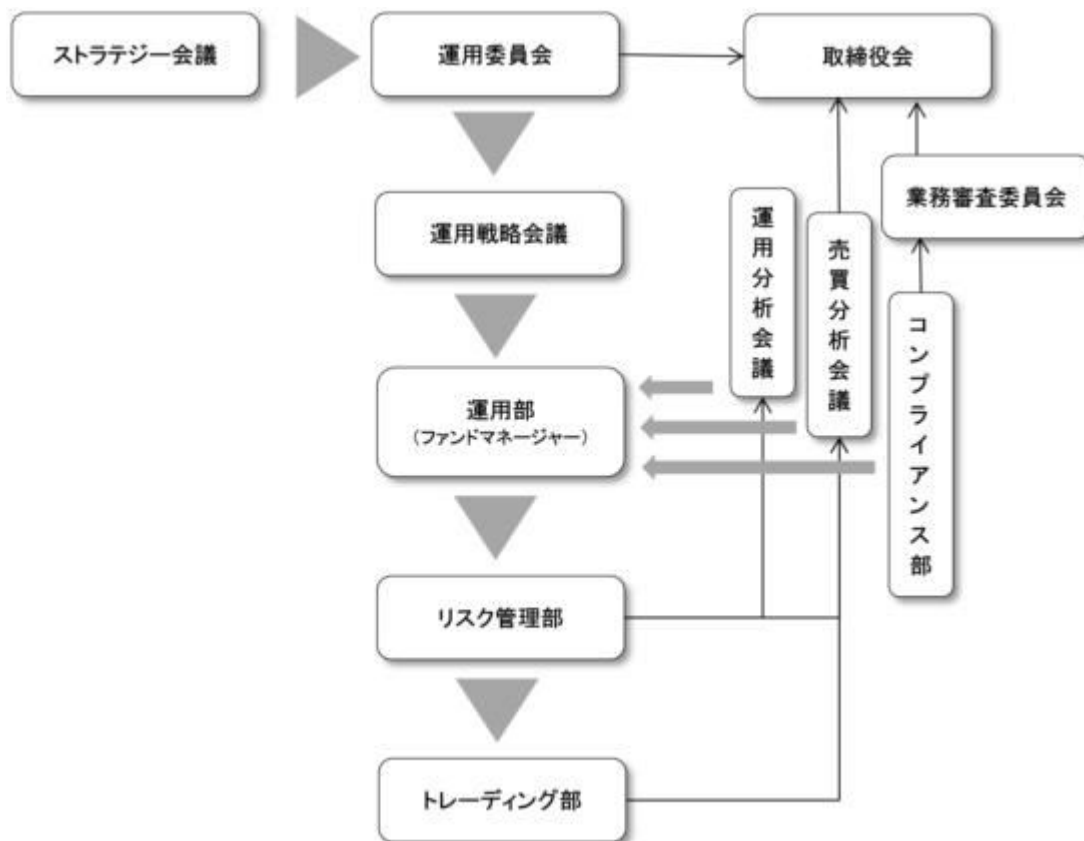 ストラテジー会議
運用委員会
取締役会
業務審査委員会
運用戦略会議
運用分析会議
売買分析会議
コンプライアンス部
運用部
（ファンドマネージャー）
リスク管理部
トレーディング部